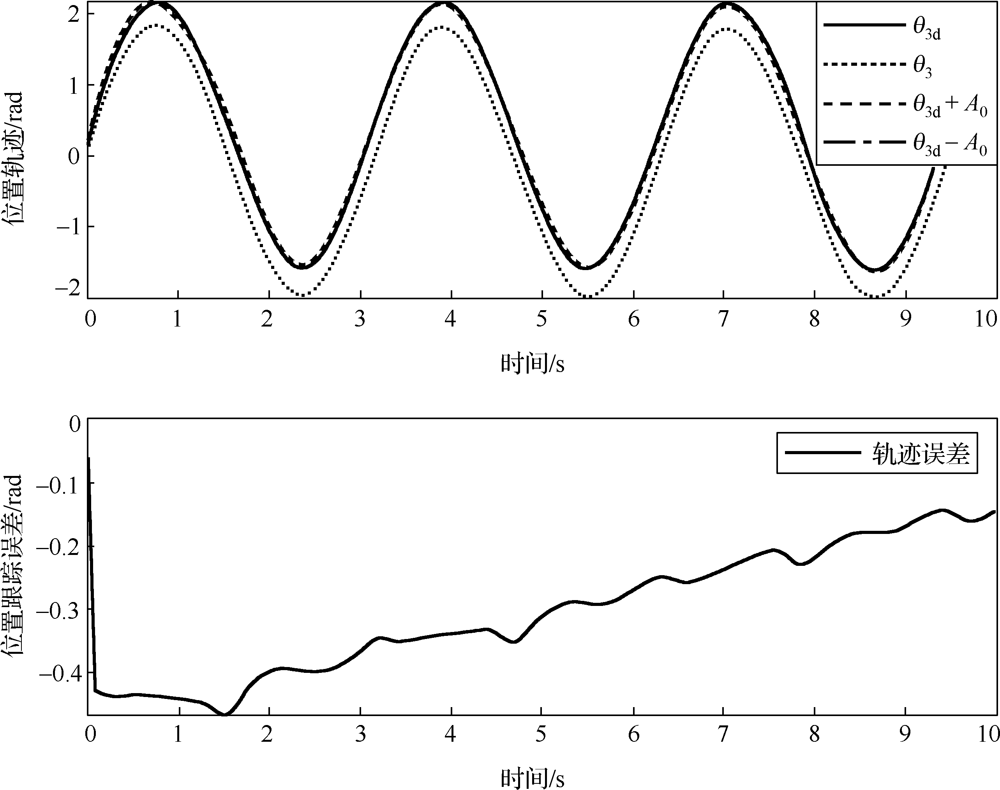 位置轨迹/rad
2
1
0
−1
−2
θ3d
θ3
θ3d + A0
θ3d − A0
0 1 2 3 4 5 6 7 8 9 10
时间/s
位置跟踪误差/rad
0
−0.1
−0.2
−0.3
−0.4
轨迹误差
0 1 2 3 4 5 6 7 8 9 10
时间/s